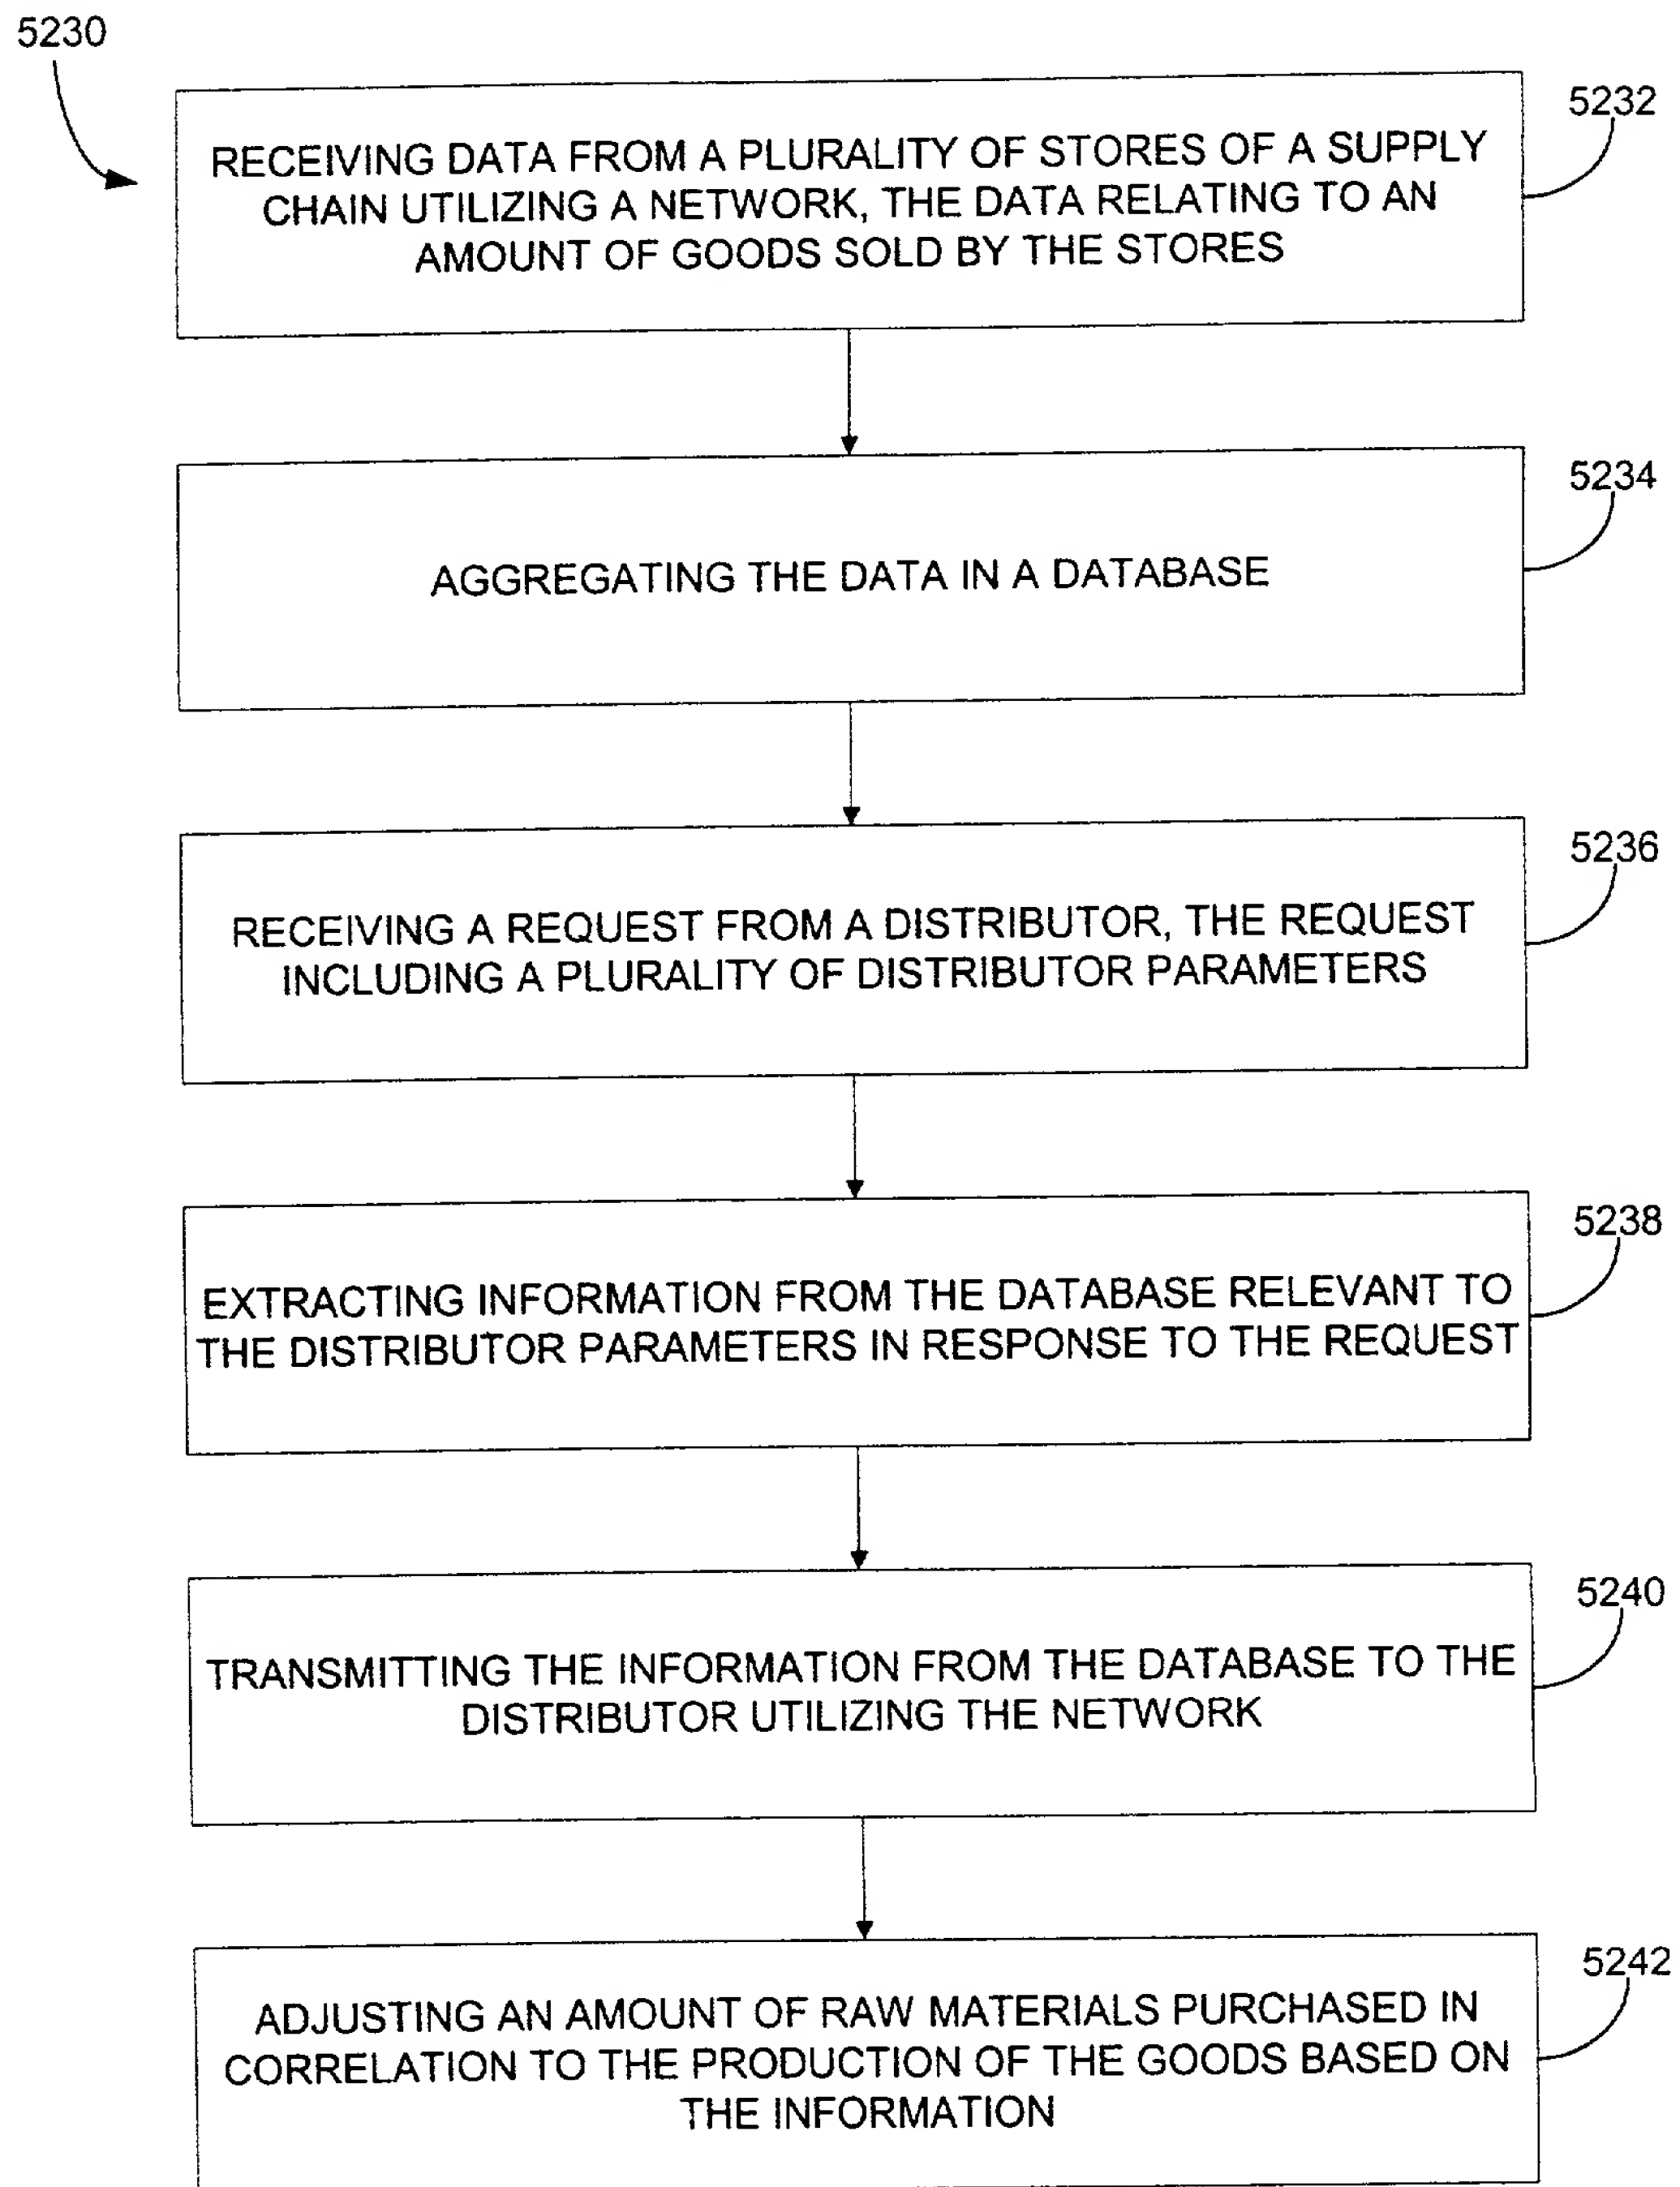 5230
5232
RECEIVING DATA FROM A PLURALITY OF STORES OF A SUPPLY
CHAIN UTILIZING A NETWORK, THE DATA RELATING TO AN
AMOUNT OF GOODS SOLD BY THE STORES
5234
AGGREGATING THE DATA IN A DATABASE
5236
RECEIVING A REQUEST FROM A DISTRIBUTOR, THE REQUEST
INCLUDING A PLURALITY OF DISTRIBUTOR PARAMETERS
5238
EXTRACTING INFORMATION FROM THE DATABASE RELEVANT TO
THE DISTRIBUTOR PARAMETERS IN RESPONSE TO THE REQUEST
5240
TRANSMITTING THE INFORMATION FROM THE DATABASE TO THE
DISTRIBUTOR UTILIZING THE NETWORK
5242
ADJUSTING AN AMOUNT OF RAW MATERIALS PURCHASED IN
CORRELATION TO THE PRODUCTION OF THE GOODS BASED ON
THE INFORMATION